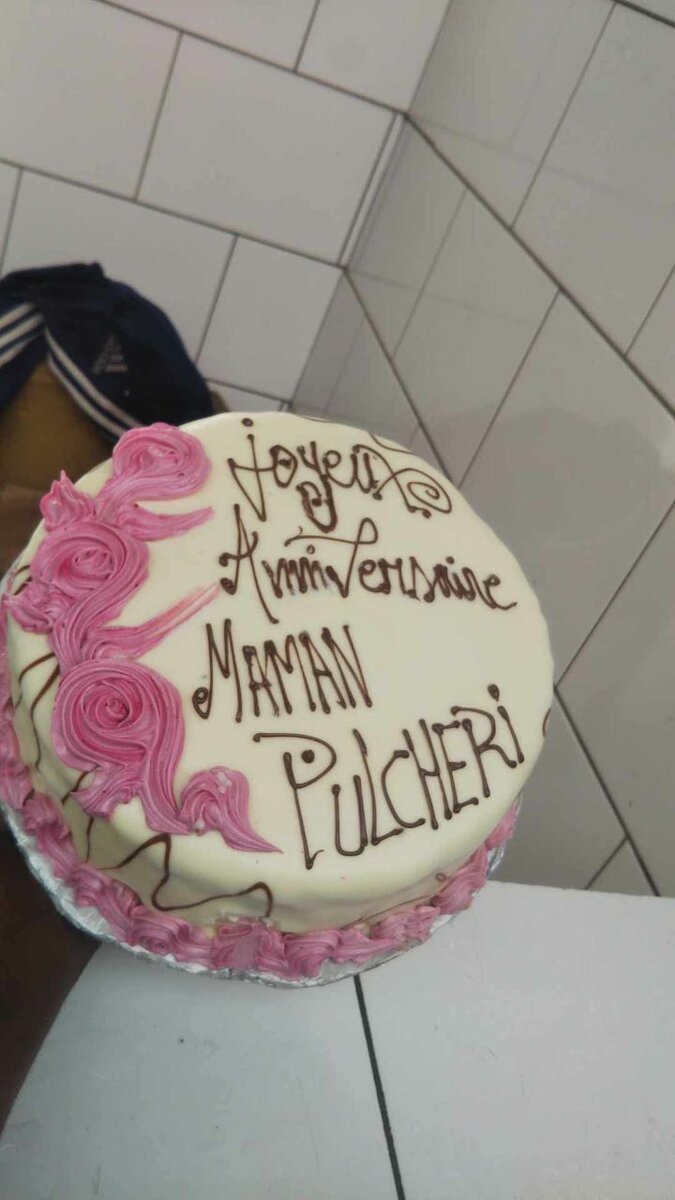 Joyeux
Anniversaire
MAMAN
PULCHERi